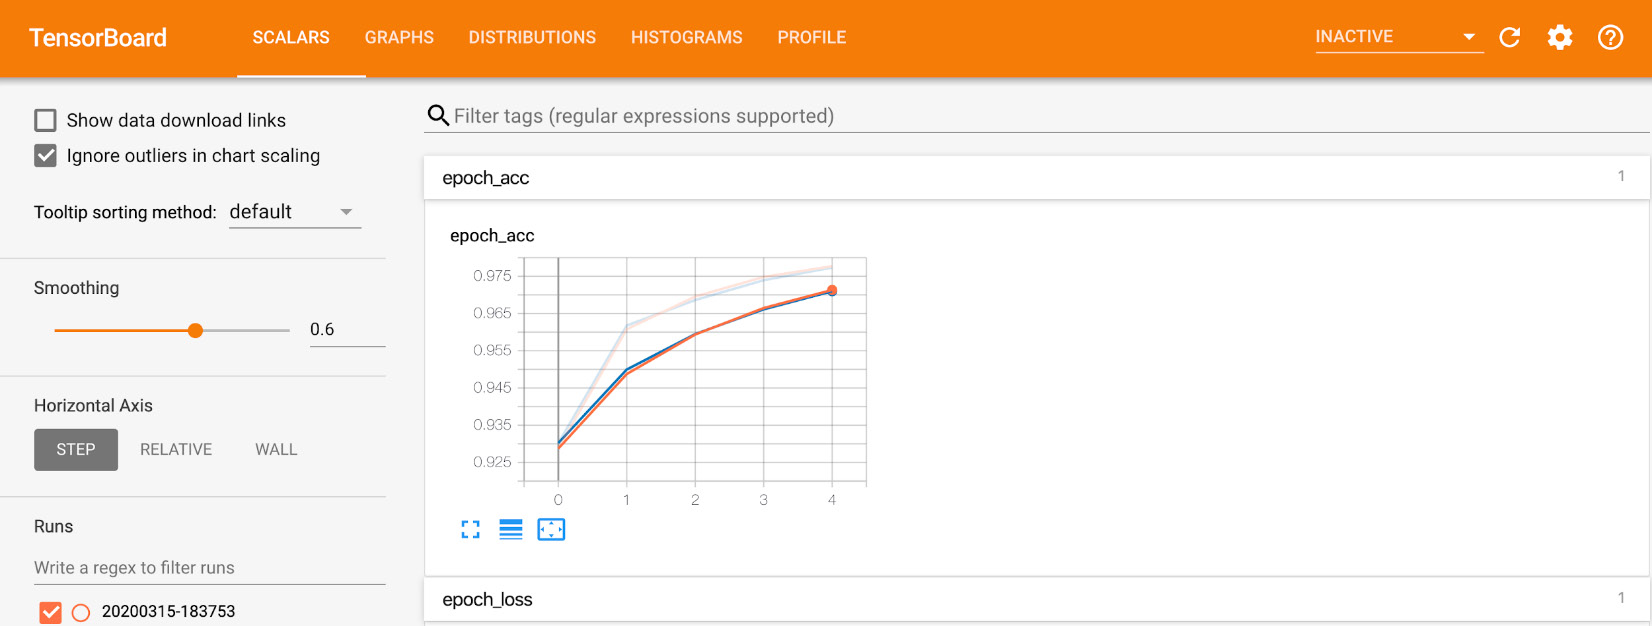 TensorBoard SCALARS GRAPHS DISTRIBUTIONS HISTOGRAMS PROFILE INACTIVE
Show data download links
Ignore outliers in chart scaling
Tooltip sorting method: default
Smoothing
0.6
Horizontal Axis
STEP RELATIVE WALL
Runs
Write a regex to filter runs
20200315-183753
Filter tags (regular expressions supported)
epoch_acc 1
epoch_acc
0.975
0.965
0.955
0.945
0.935
0.925
0 1 2 3 4
epoch_loss 1